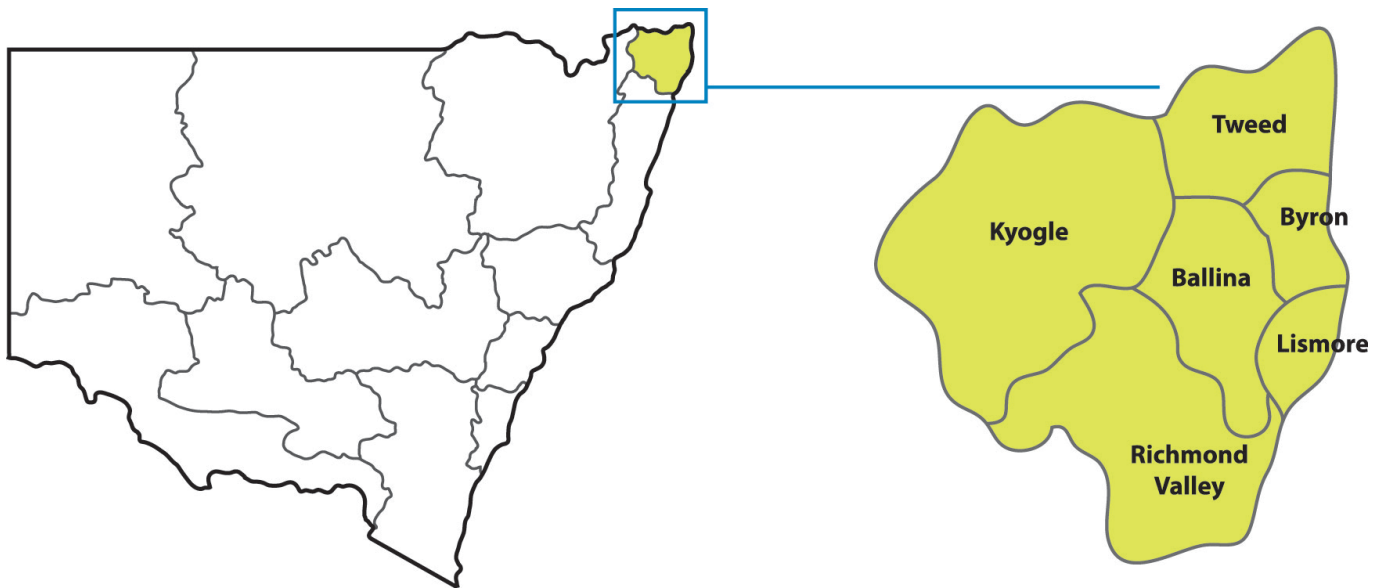 Tweed
Byron
Kyogle
Ballina
Lismore
Richmond
Valley